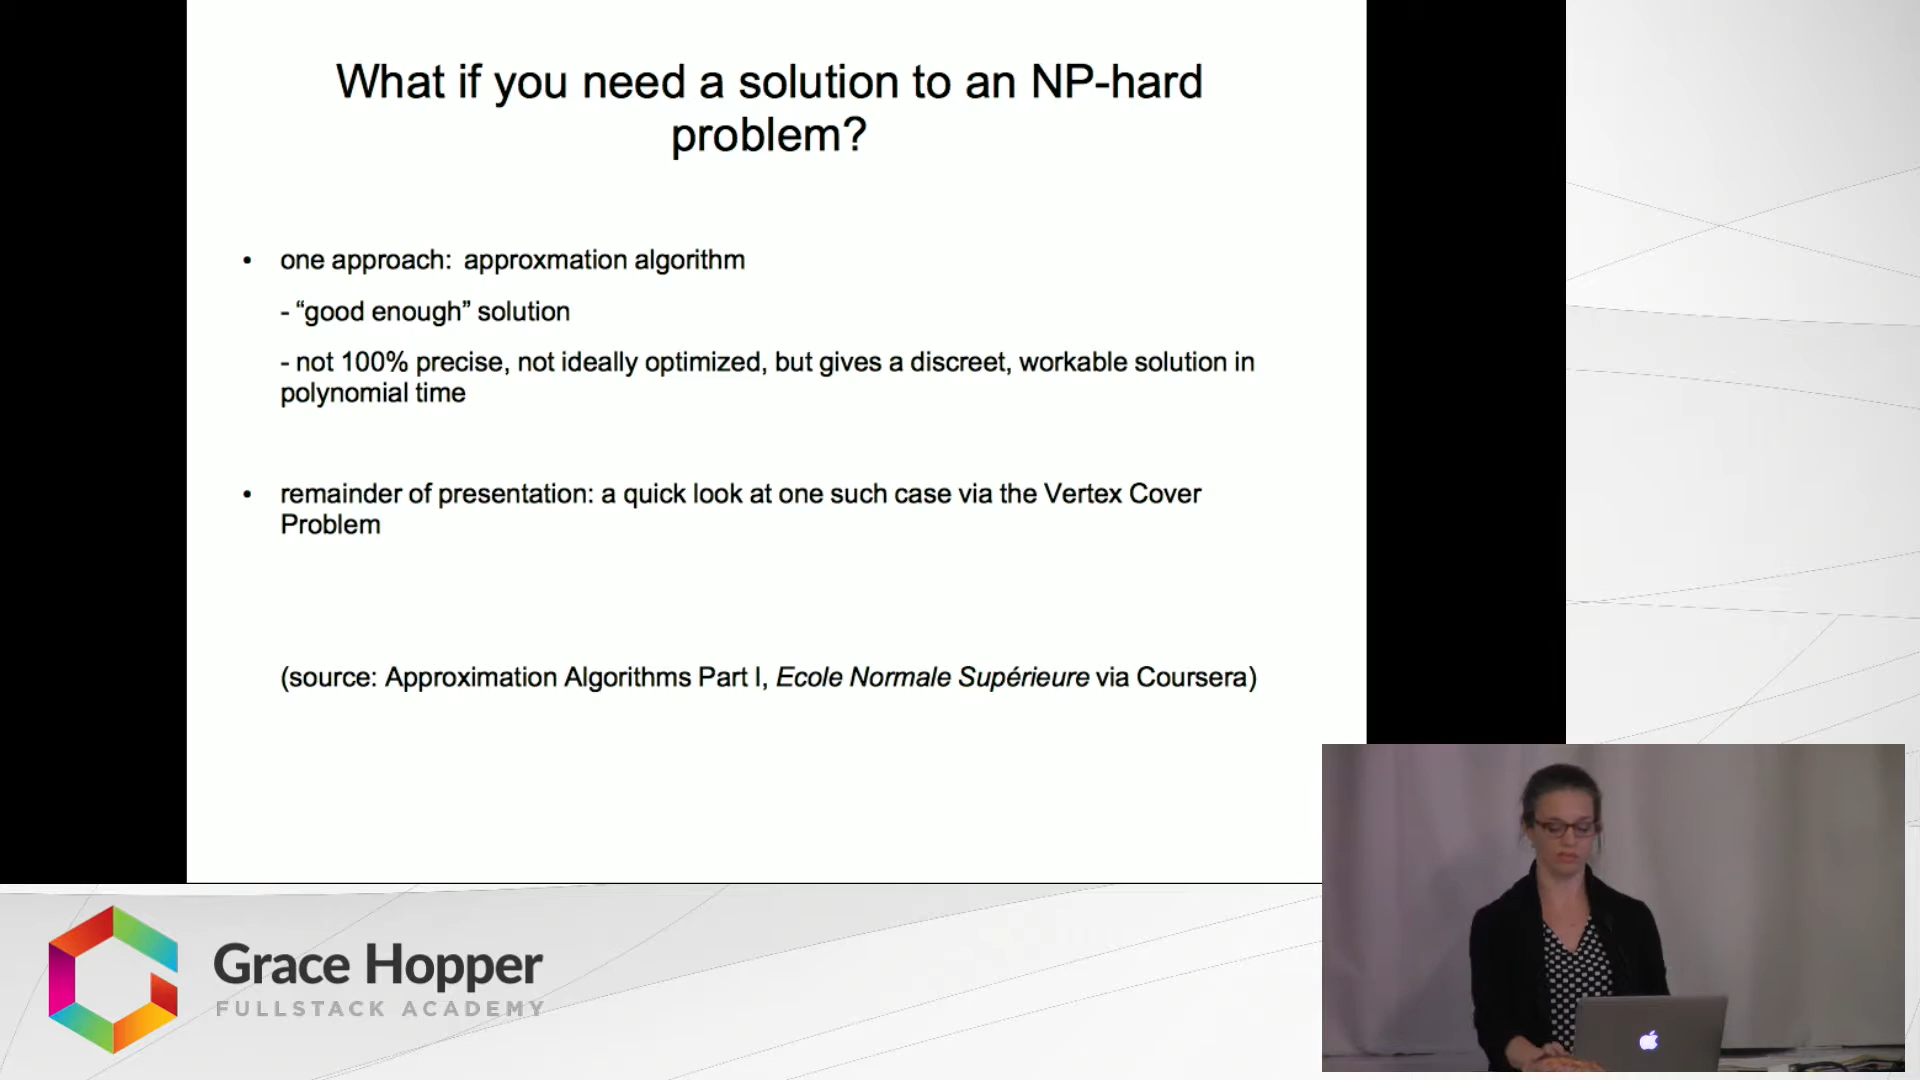 What if you need a solution to an NP-hard
problem?
• one approach: approxmation algorithm
- “good enough” solution
- not 100% precise, not ideally optimized, but gives a discreet, workable solution in
polynomial time
• remainder of presentation: a quick look at one such case via the Vertex Cover
Problem
(source: Approximation Algorithms Part I, Ecole Normale Supérieure via Coursera)
Grace Hopper
FULLSTACK ACADEMY